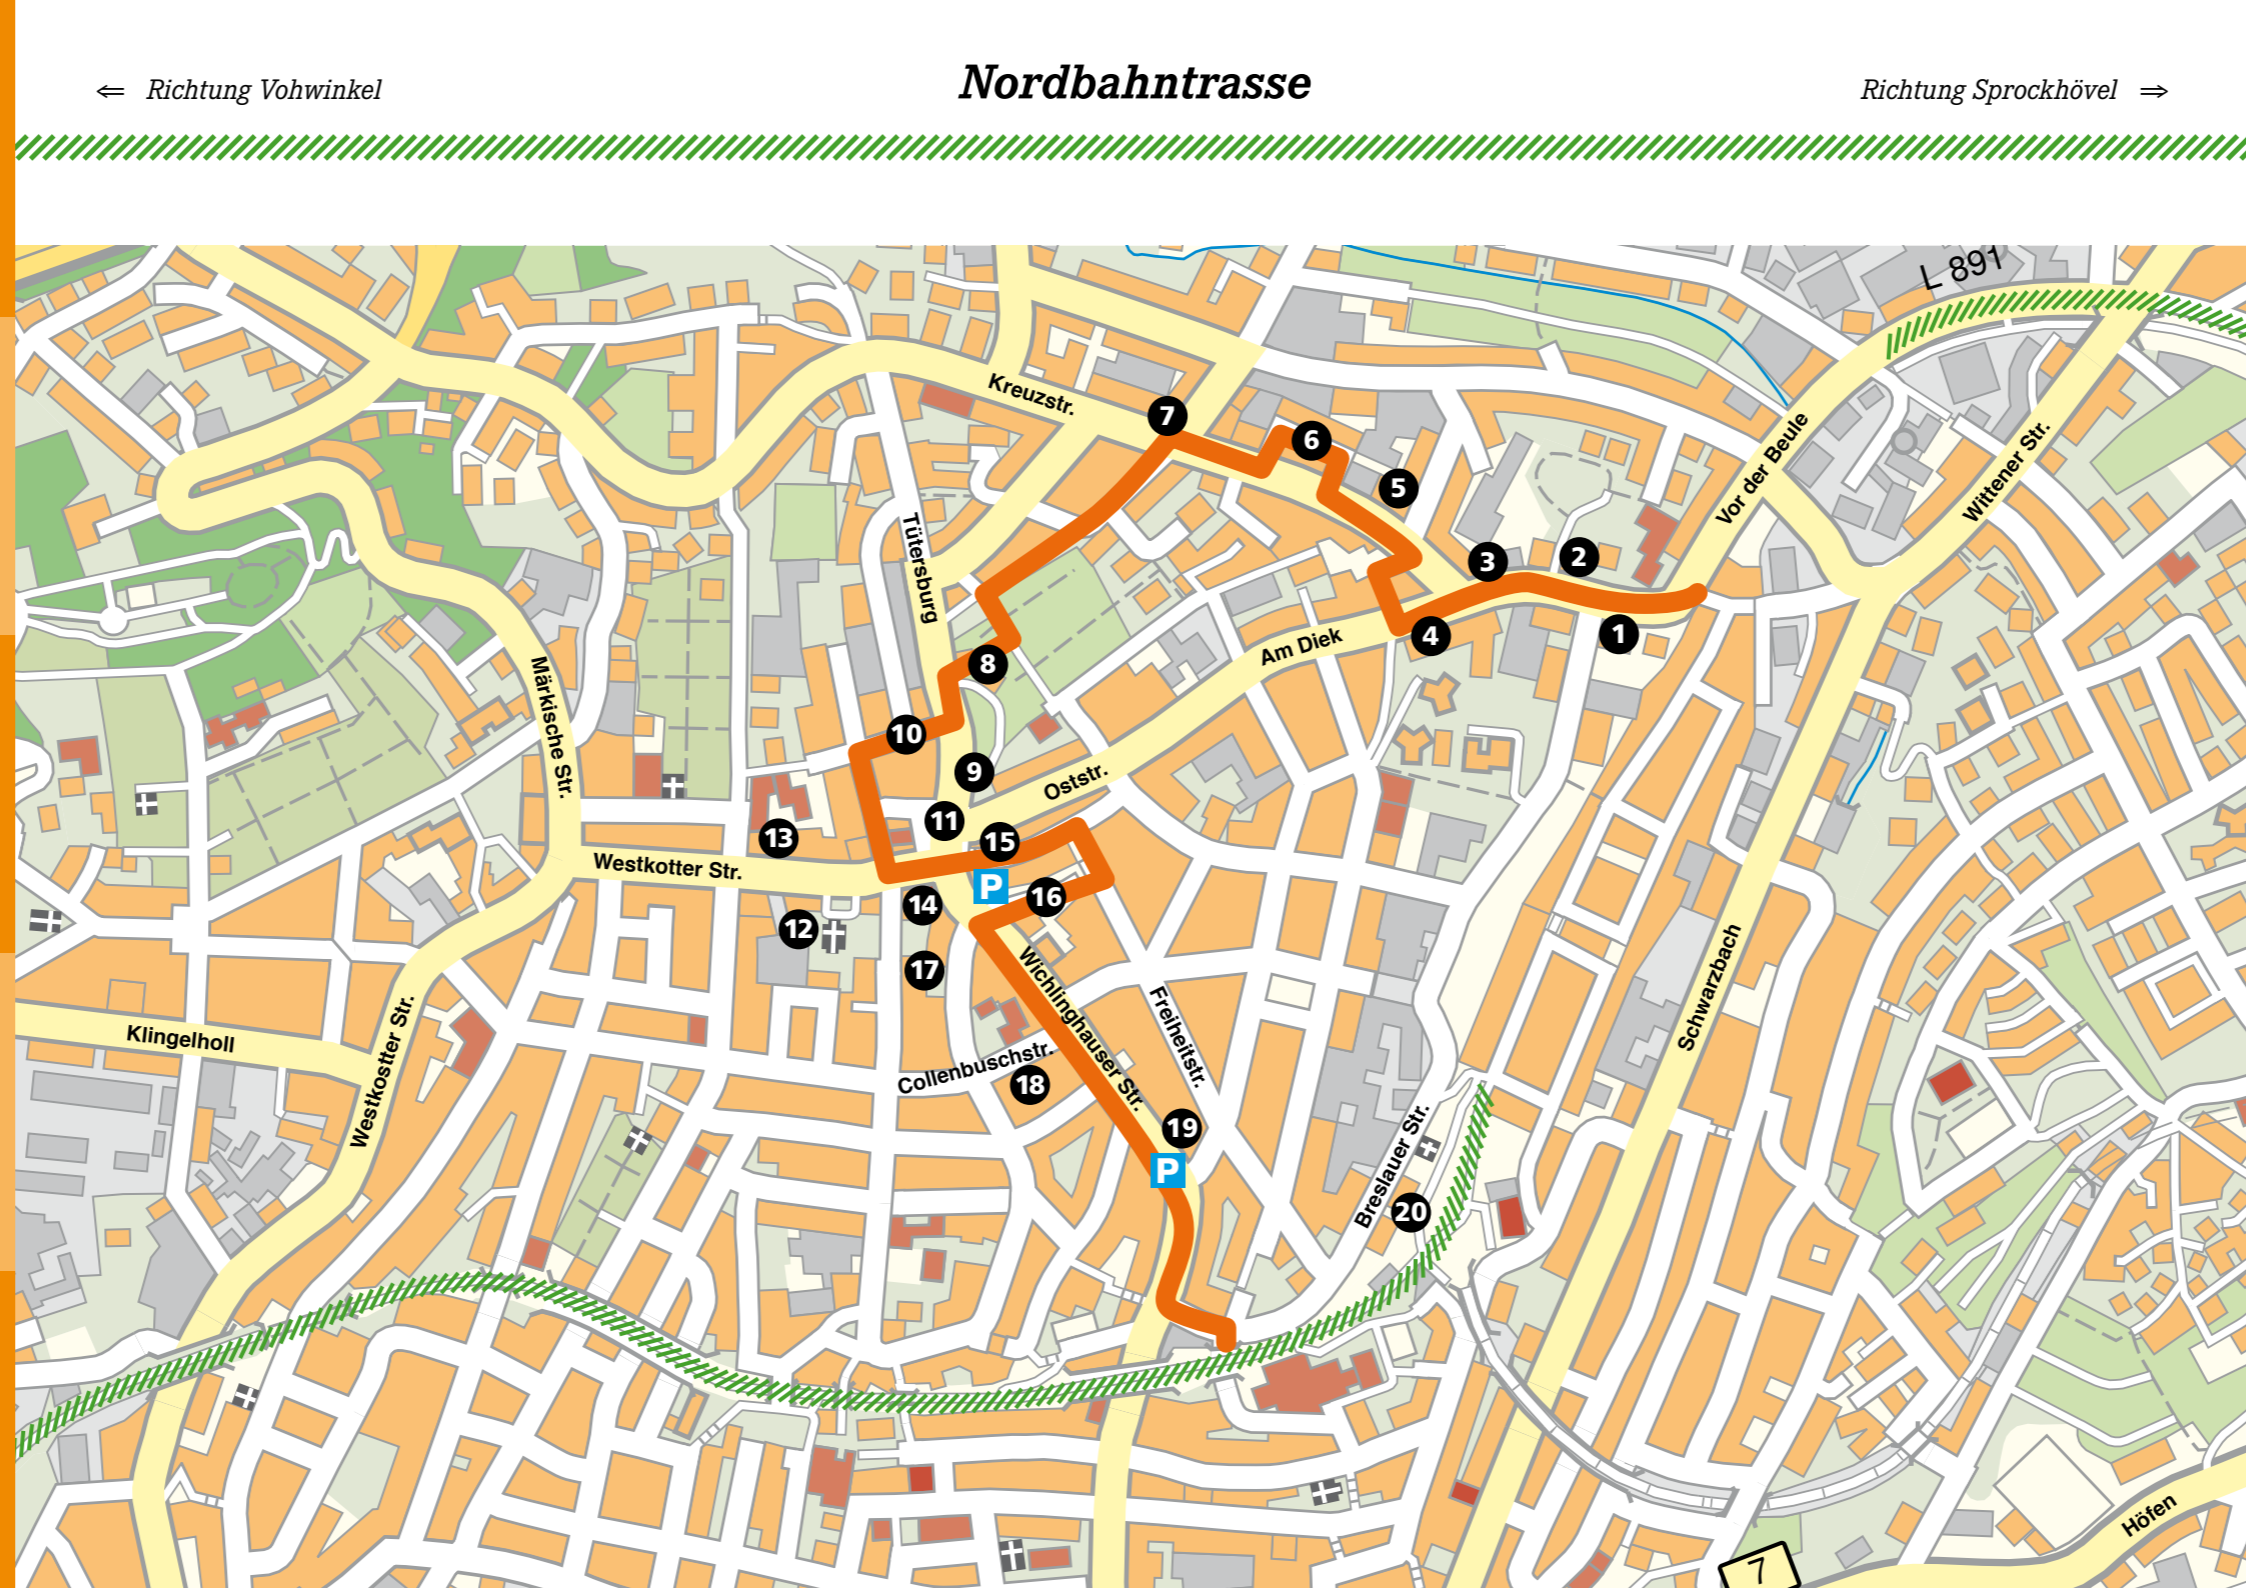 ⇐ Richtung Vohwinkel
Nordbahntrasse
Richtung Sprockhövel ⇒
L 891
Kreuzstr.
7
6
5
Vor der Beule
Wittener Str.
Tütersburg
3
2
1
4
Am Diek
8
Märkische Str.
10
9
Oststr.
11
15
13
Westkotter Str.
P
16
14
12
17
Wichlinghauser Str.
Freiheitstr.
Schwarzbach
Klingelholl
Westkostter Str.
Collenbuschstr.
18
19
P
Breslauer Str.
20
Höfen
7